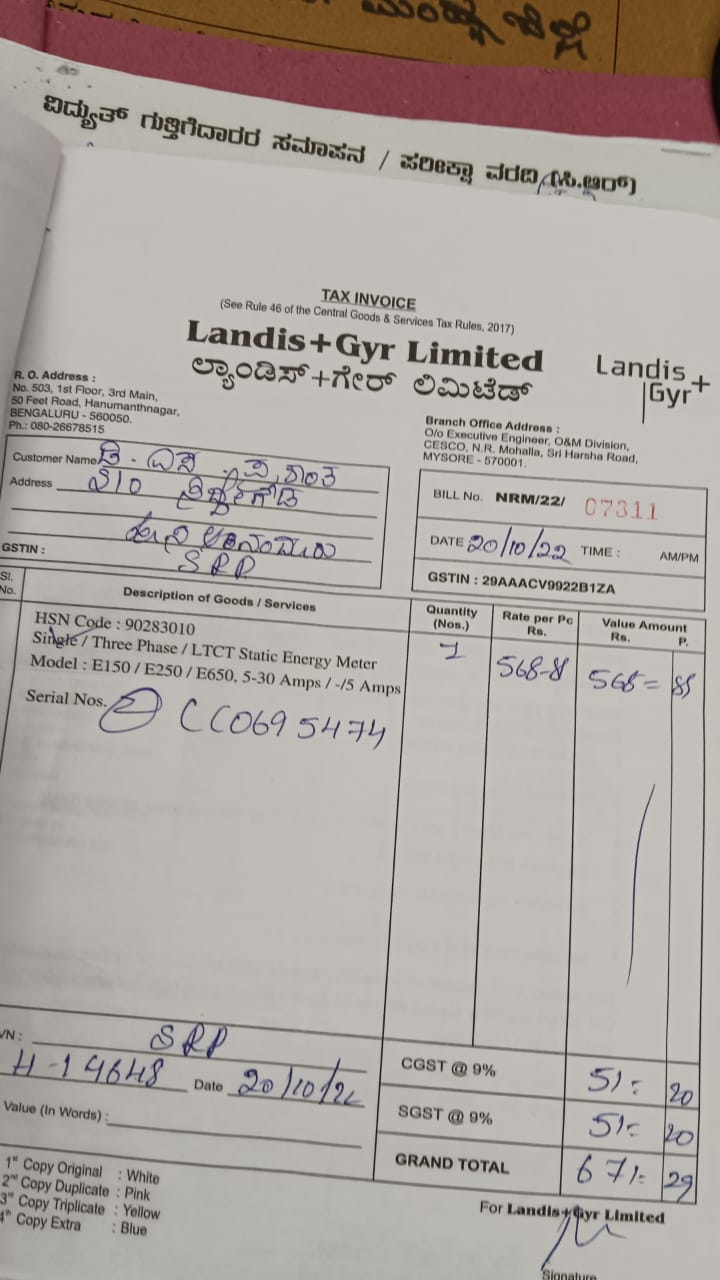 ವಿದ್ಯುತ್ ಗುತ್ತಿಗೆದಾರರ ಸಮಾಪನ / ಪರೀಕ್ಷಾ ವರದಿ (ಸಿ.ಆರ್)
TAX INVOICE
(See Rule 46 of the Central Goods & Services Tax Rules, 2017)
Landis+Gyr Limited
ಲ್ಯಾಂಡಿಸ್+ಗೇರ್ ಲಿಮಿಟೆಡ್
Landis+
Gyr
R. O. Address :
No. 503, 1st Floor, 3rd Main,
50 Feet Road, Hanumanthnagar,
BENGALURU - 560050.
Ph.: 080-26678515
Branch Office Address :
O/o Executive Engineer, O&M Division,
CESCO, N.R. Mohalla, Sri Harsha Road,
MYSORE - 570001.
Customer Name
Address
SRP
GSTIN :
BILL No. NRM/22/ 07311
DATE 20/10/22 TIME : AM/PM
GSTIN : 29AAACV9922B1ZA
Sl. No. Description of Goods / Services Quantity (Nos.) Rate per Pc Rs. Value Amount Rs. P.
HSN Code : 90283010
Single / Three Phase / LTCT Static Energy Meter 1 568-8 568= 85
Model : E150 / E250 / E650, 5-30 Amps / -/5 Amps
Serial Nos. CC0695474
VN : SRP
H-14648 Date 20/10/22
Value (In Words) :
CGST @ 9% 51= 20
SGST @ 9% 51= 20
GRAND TOTAL 671= 29
1st Copy Original : White
2nd Copy Duplicate : Pink
3rd Copy Triplicate : Yellow
4th Copy Extra : Blue
For Landis+Gyr Limited
Signature